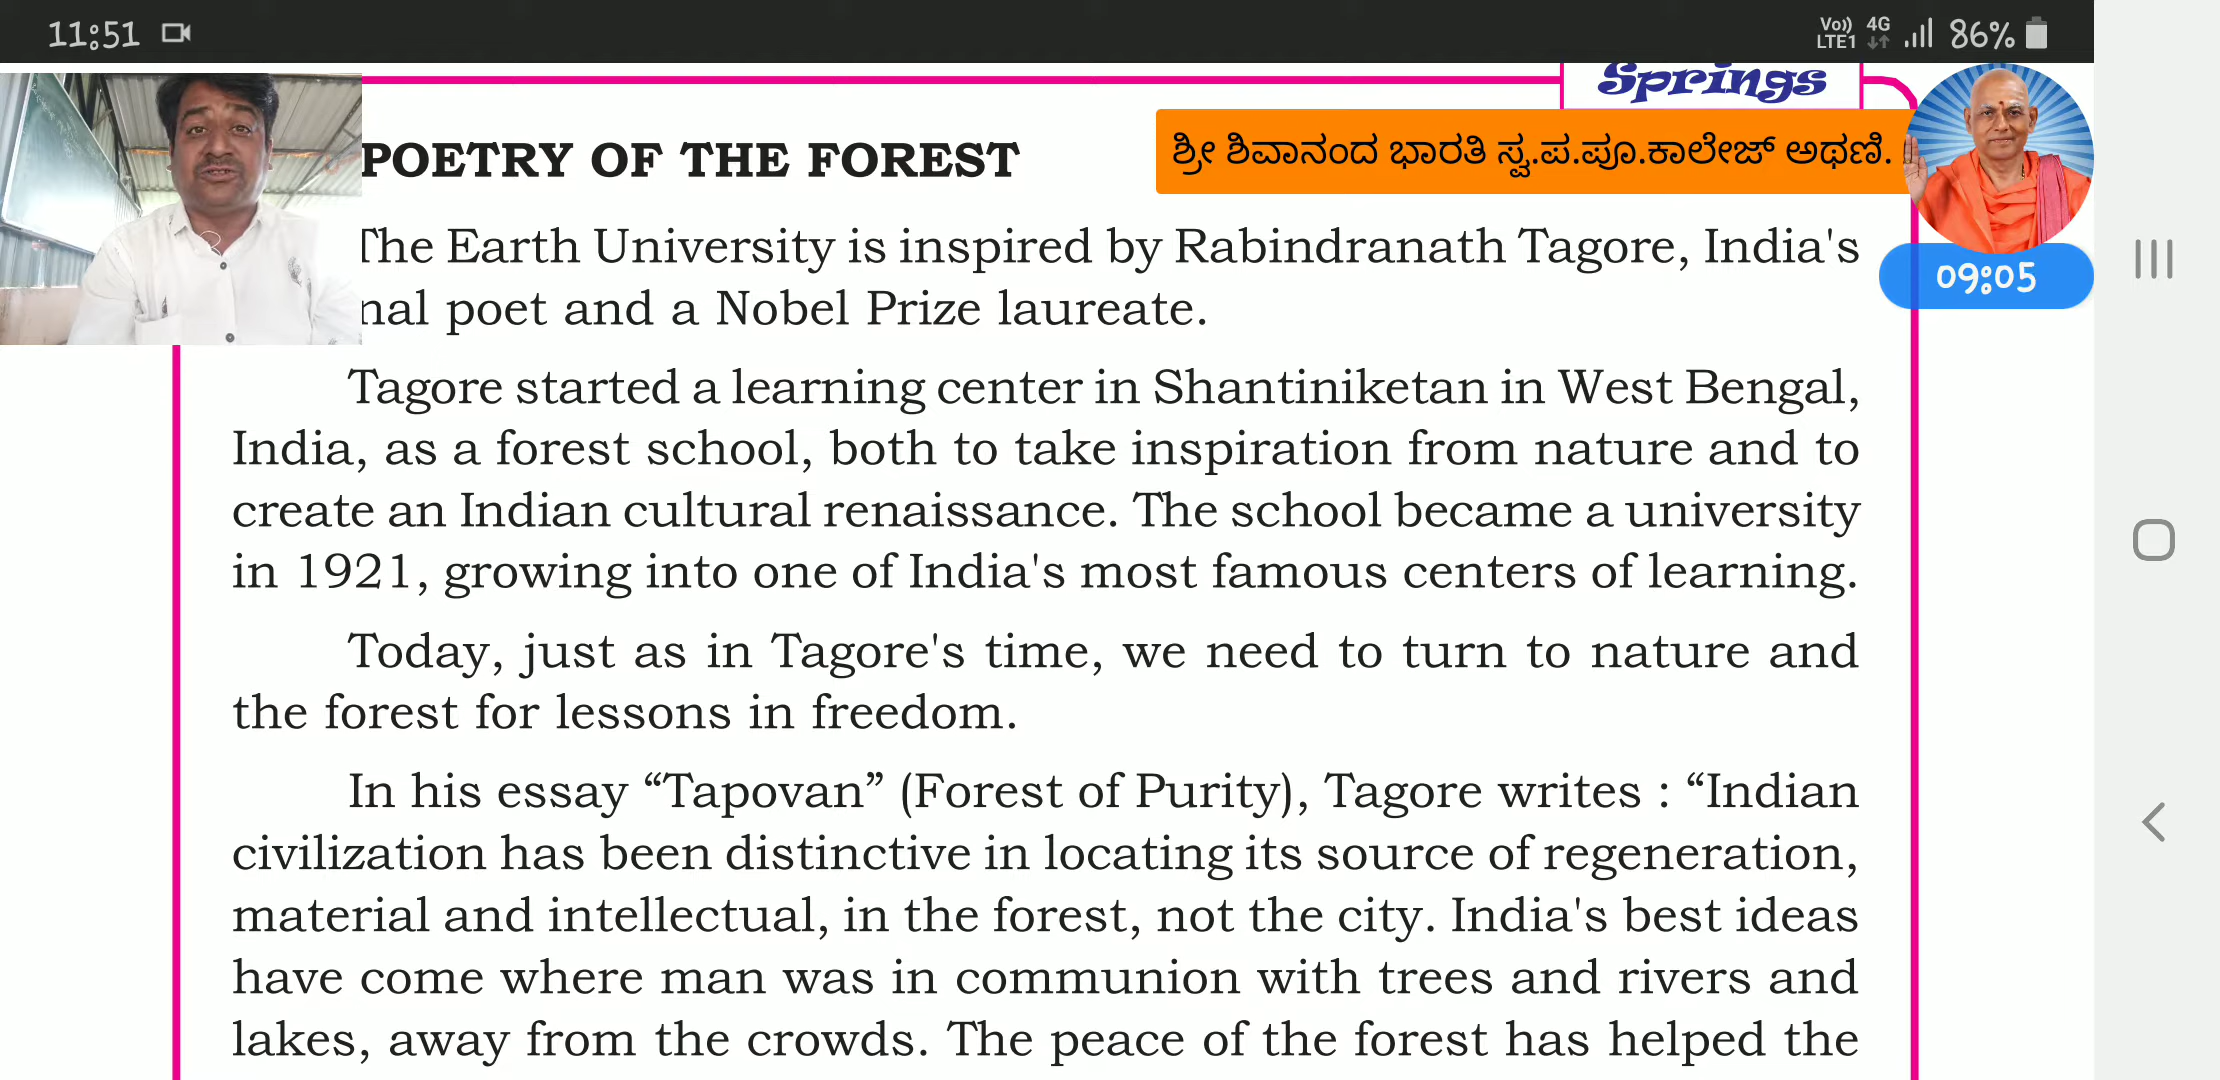 11:51
Vo)) LTE1 4G 86%
Springs
POETRY OF THE FOREST
ಶ್ರೀ ಶಿವಾನಂದ ಭಾರತಿ ಸ್ವ.ಪ.ಪೂ.ಕಾಲೇಜ್ ಅಥಣಿ.
The Earth University is inspired by Rabindranath Tagore, India's
09:05
nal poet and a Nobel Prize laureate.
Tagore started a learning center in Shantiniketan in West Bengal,
India, as a forest school, both to take inspiration from nature and to
create an Indian cultural renaissance. The school became a university
in 1921, growing into one of India's most famous centers of learning.
Today, just as in Tagore's time, we need to turn to nature and
the forest for lessons in freedom.
In his essay “Tapovan” (Forest of Purity), Tagore writes : “Indian
civilization has been distinctive in locating its source of regeneration,
material and intellectual, in the forest, not the city. India's best ideas
have come where man was in communion with trees and rivers and
lakes, away from the crowds. The peace of the forest has helped the